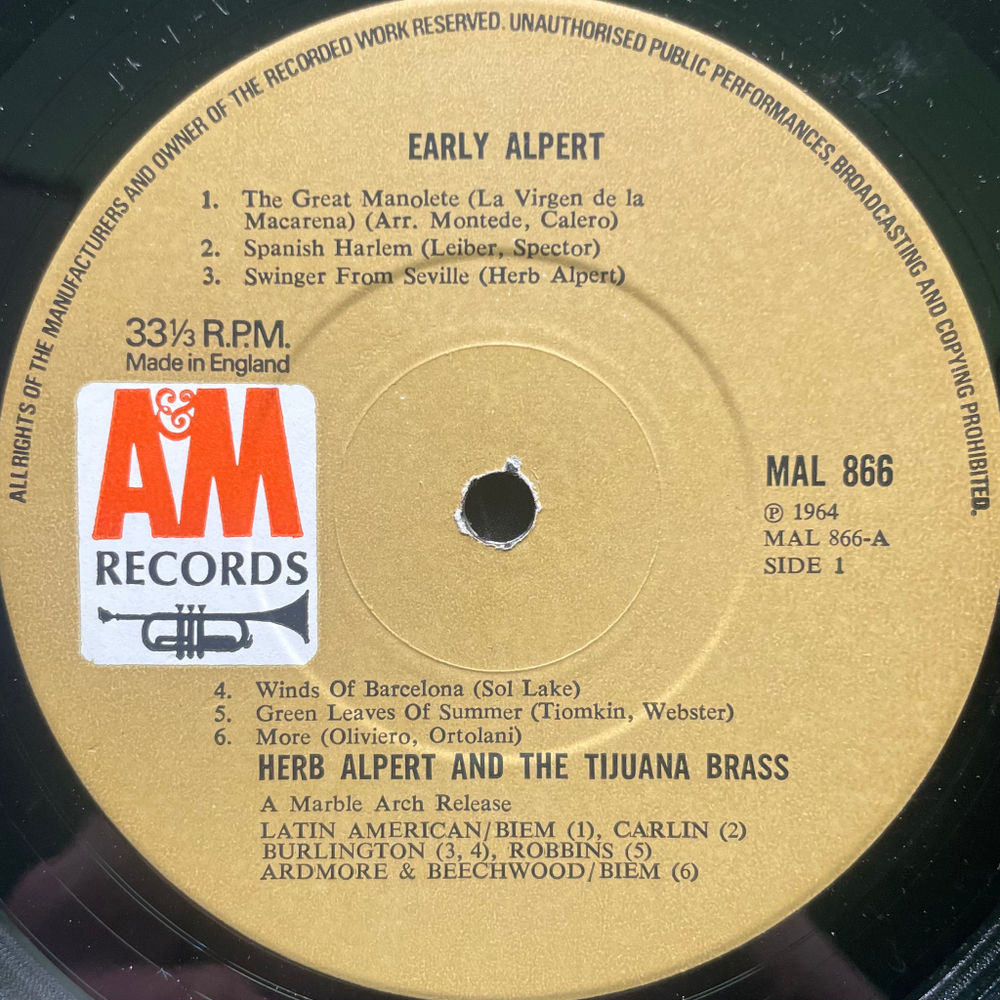 ALL RIGHTS OF THE MANUFACTURERS AND OWNER OF THE RECORDED WORK RESERVED. UNAUTHORISED PUBLIC PERFORMANCES, BROADCASTING AND COPYING PROHIBITED.
EARLY ALPERT
1. The Great Manolete (La Virgen de la
Macarena) (Arr. Montede, Calero)
2. Spanish Harlem (Leiber, Spector)
3. Swinger From Seville (Herb Alpert)
33⅓ R.P.M.
Made in England
A&M
RECORDS
MAL 866
℗ 1964
MAL 866-A
SIDE 1
4. Winds Of Barcelona (Sol Lake)
5. Green Leaves Of Summer (Tiomkin, Webster)
6. More (Oliviero, Ortolani)
HERB ALPERT AND THE TIJUANA BRASS
A Marble Arch Release
LATIN AMERICAN/BIEM (1), CARLIN (2)
BURLINGTON (3, 4), ROBBINS (5)
ARDMORE & BEECHWOOD/BIEM (6)